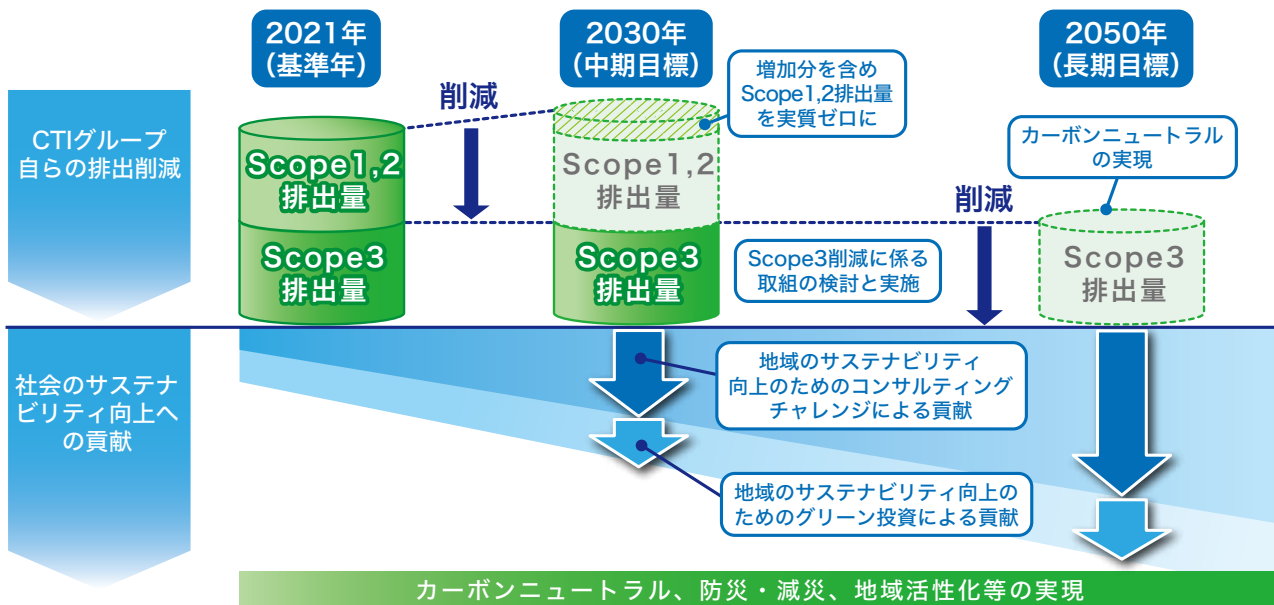 2021年
（基準年）
2030年
（中期目標）
2050年
（長期目標）
CTIグループ
自らの排出削減
削減
増加分を含め
Scope1,2排出量
を実質ゼロに
カーボンニュートラル
の実現
Scope1,2
排出量
Scope3
排出量
Scope1,2
排出量
Scope3
排出量
Scope3削減に係る
取組の検討と実施
削減
Scope3
排出量
社会のサステナ
ビリティ向上へ
の貢献
地域のサステナビリティ
向上のためのコンサルティング
チャレンジによる貢献
地域のサステナビリティ向上の
ためのグリーン投資による貢献
カーボンニュートラル、防災・減災、地域活性化等の実現